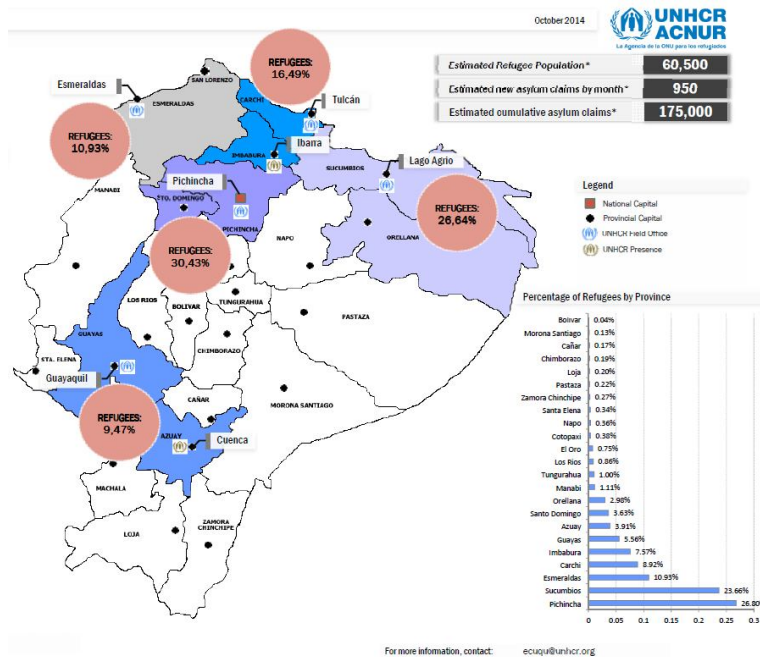 October 2014
UNHCR
ACNUR
La Agencia de la ONU para los refugiados
Estimated Refugee Population* 60,500
Estimated new asylum claims by month* 950
Estimated cumulative asylum claims* 175,000
SAN LORENZO
REFUGEES:
16,49%
Esmeraldas
ESMERALDAS
CARCHI
Tulcán
REFUGEES:
10,93%
IMBABURA
Ibarra
SUCUMBIOS
Lago Agrio
MANABI
Pichincha
STO. DOMINGO
PICHINCHA
REFUGEES:
26,64%
NAPO
ORELLANA
REFUGEES:
30,43%
LOS RIOS
BOLIVAR
TUNGURAHUA
PASTAZA
GUAYAS
CHIMBORAZO
STA. ELENA
Guayaquil
CAÑAR
MORONA SANTIAGO
REFUGEES:
9,47%
AZUAY
Cuenca
MACHALA
LOJA
ZAMORA
CHINCHIPE
Legend
National Capital
Provincial Capital
UNHCR Field Office
UNHCR Presence
Percentage of Refugees by Province
Bolivar 0.04%
Morona Santiago 0.13%
Cañar 0.17%
Chimborazo 0.19%
Loja 0.20%
Pastaza 0.22%
Zamora Chinchipe 0.27%
Santa Elena 0.34%
Napo 0.36%
Cotopaxi 0.38%
El Oro 0.75%
Los Rios 0.86%
Tungurahua 1.00%
Manabi 1.11%
Orellana 2.98%
Santo Domingo 3.63%
Azuay 3.91%
Guayas 5.56%
Imbabura 7.57%
Carchi 8.92%
Esmeraldas 10.93%
Sucumbios 23.66%
Pichincha 26.80%
0 0.05 0.1 0.15 0.2 0.25 0.3
For more information, contact: ecuqu@unhcr.org